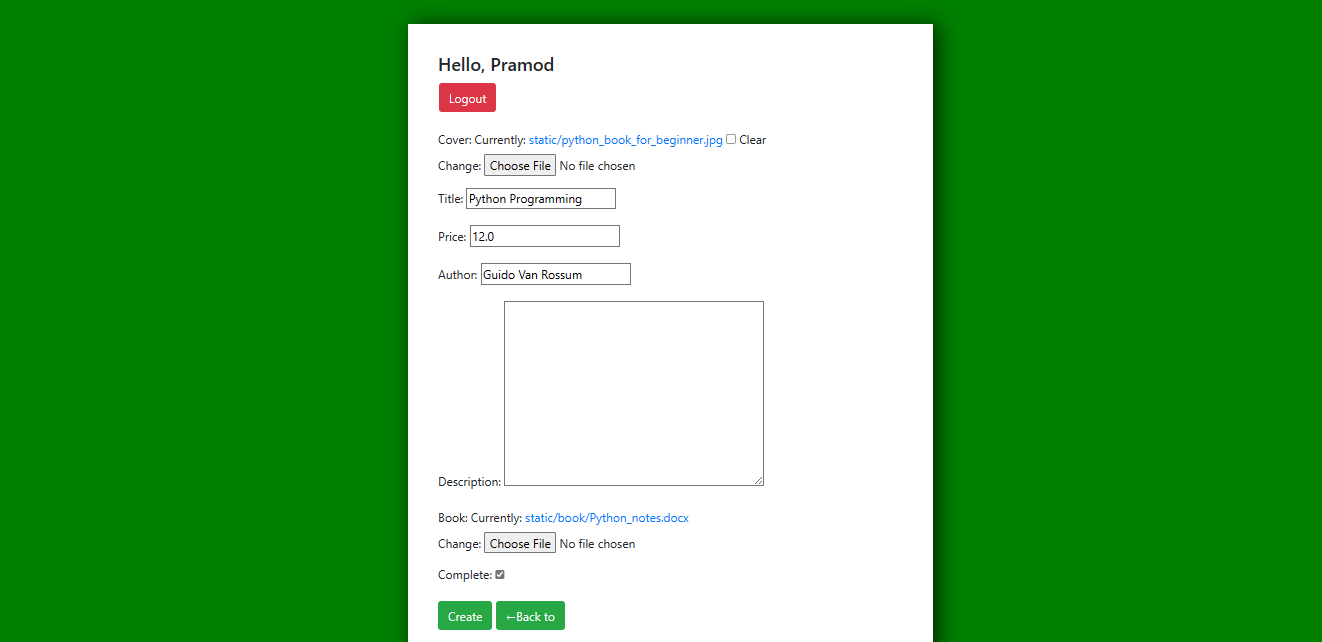 Hello, Pramod
Logout
Cover: Currently: static/python_book_for_beginner.jpg Clear
Change: Choose File No file chosen
Title: Python Programming
Price: 12.0
Author: Guido Van Rossum
Description:
Book: Currently: static/book/Python_notes.docx
Change: Choose File No file chosen
Complete:
Create ←Back to